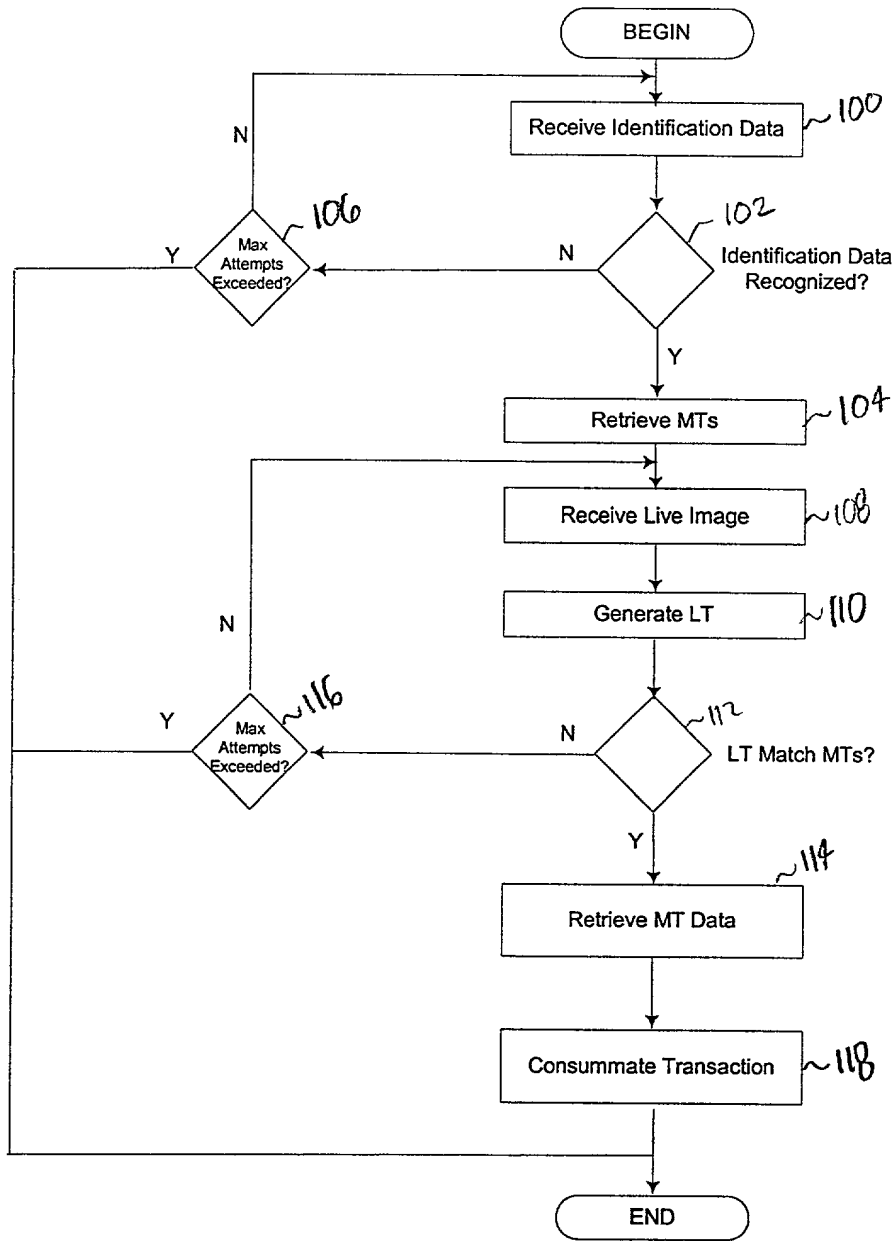 BEGIN
Receive Identification Data
100
N
102
106
Max
Attempts
Exceeded?
Y
N
Identification Data
Recognized?
Y
Retrieve MTs
104
Receive Live Image
108
Generate LT
110
N
116
112
Max
Attempts
Exceeded?
Y
N
LT Match MTs?
Y
114
Retrieve MT Data
Consummate Transaction
118
END